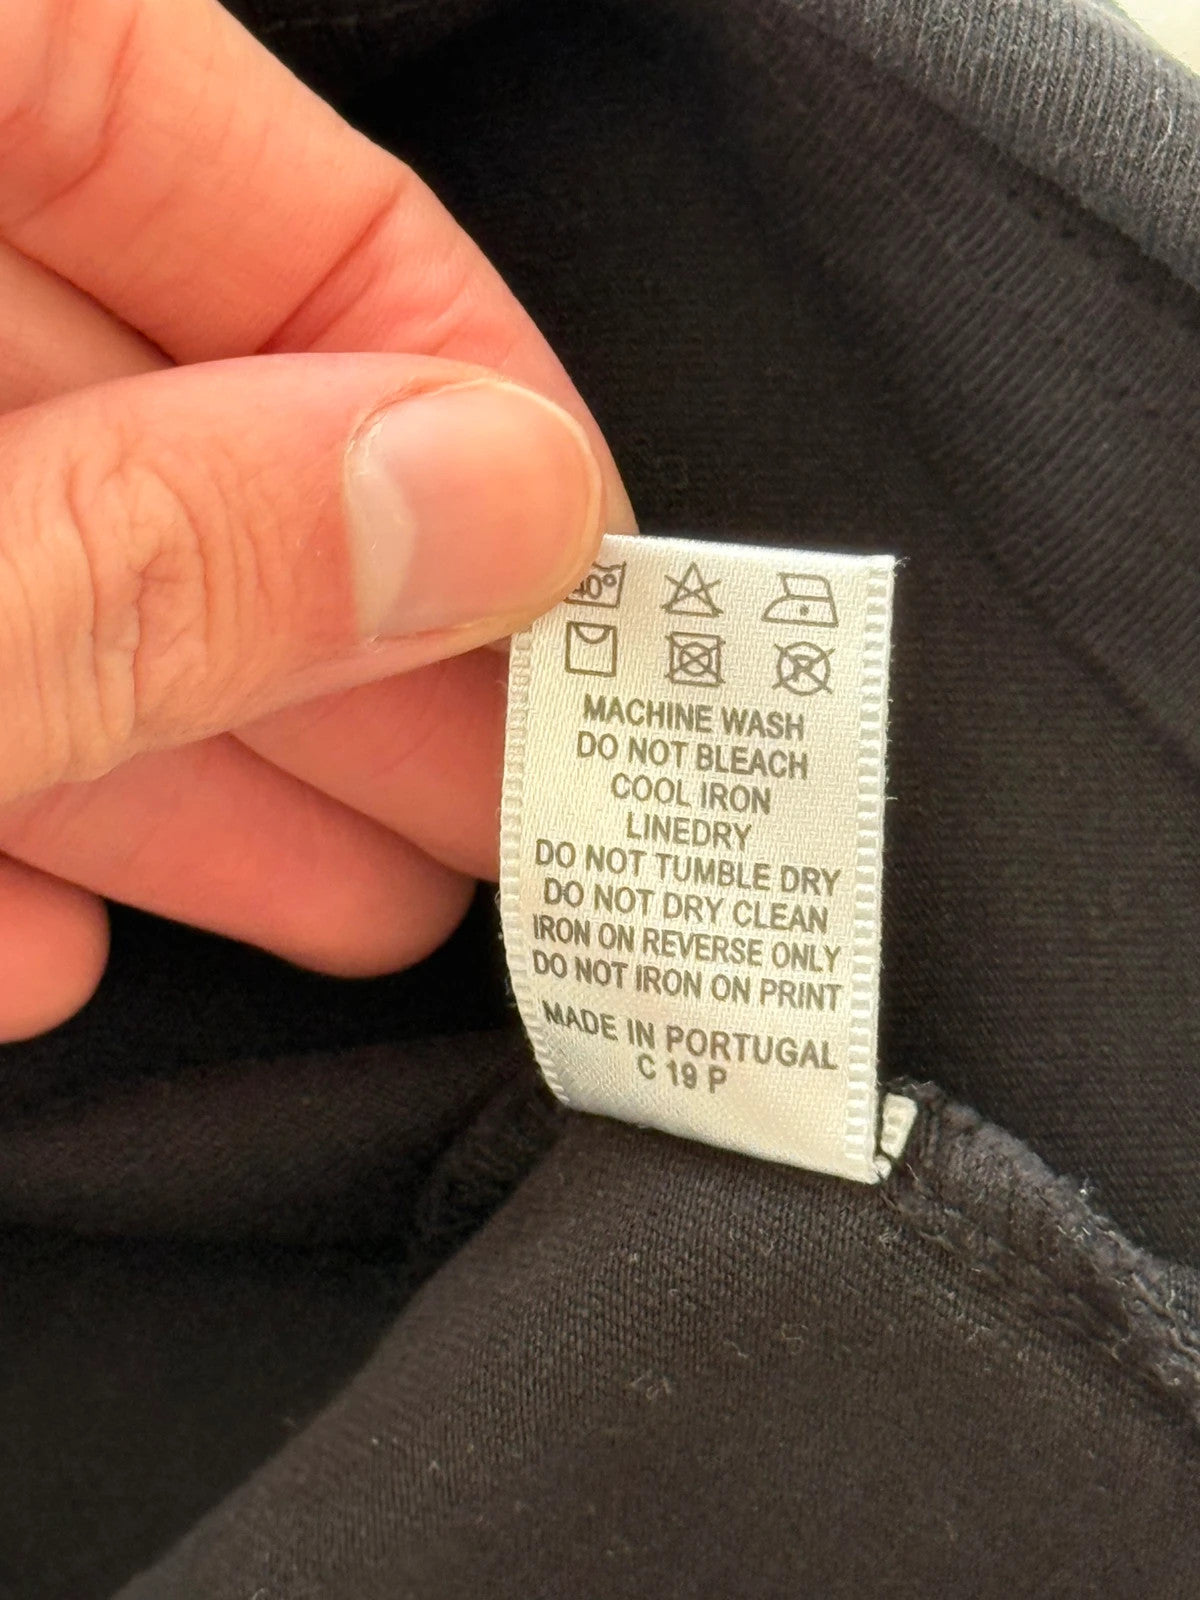 40°
MACHINE WASH
DO NOT BLEACH
COOL IRON
LINEDRY
DO NOT TUMBLE DRY
DO NOT DRY CLEAN
IRON ON REVERSE ONLY
DO NOT IRON ON PRINT
MADE IN PORTUGAL
C 19 P